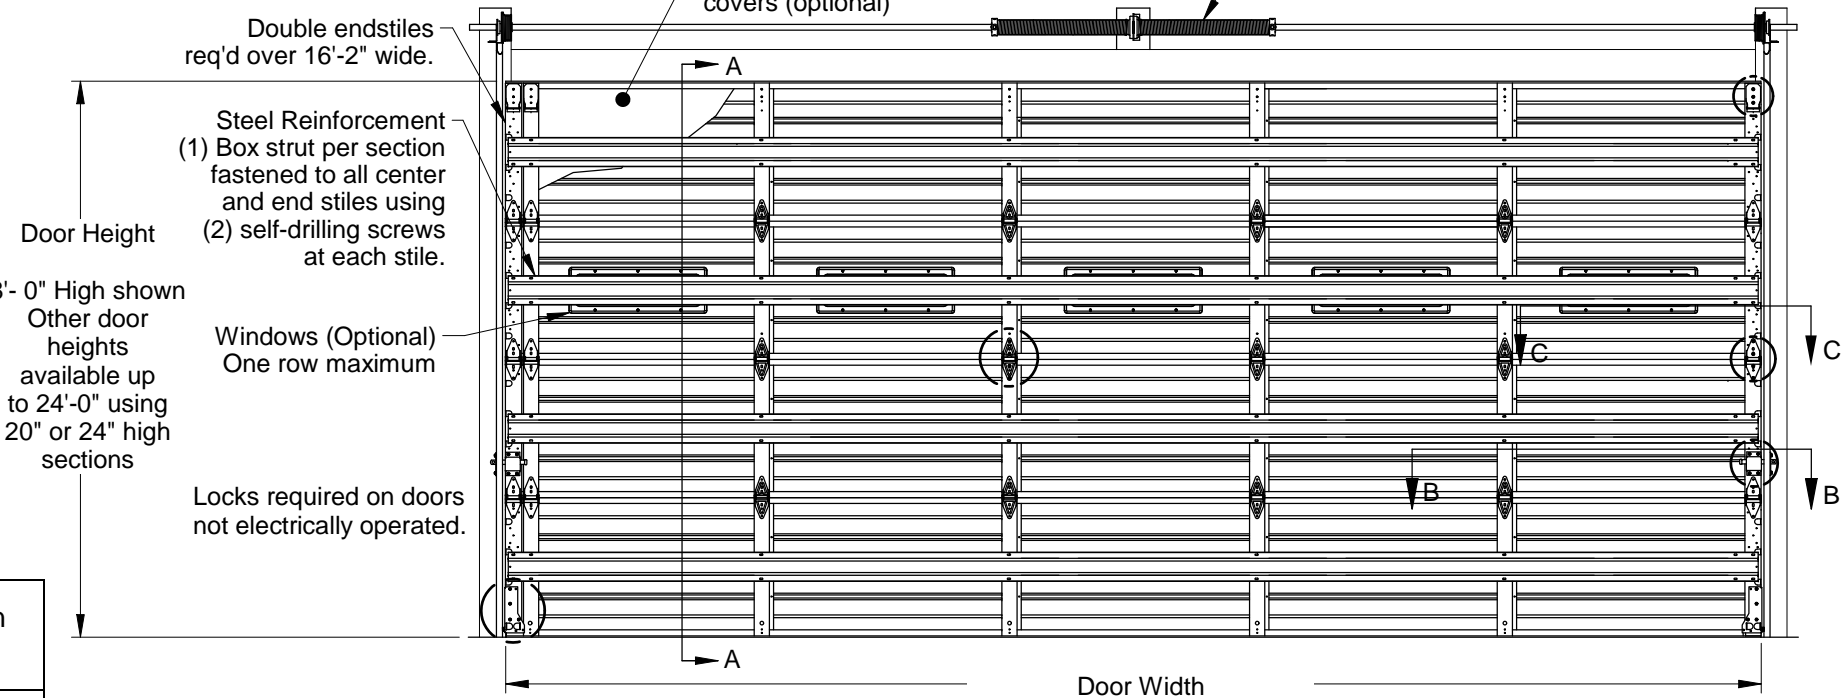 covers (optional)
Double endstiles
req'd over 16'-2" wide.
A
Steel Reinforcement
(1) Box strut per section
fastened to all center
and end stiles using
(2) self-drilling screws
at each stile.
Door Height
'- 0" High shown
Other door
heights
available up
to 24'-0" using
20" or 24" high
sections
Windows (Optional)
One row maximum
C
C
Locks required on doors
not electrically operated.
B
B
A
Door Width